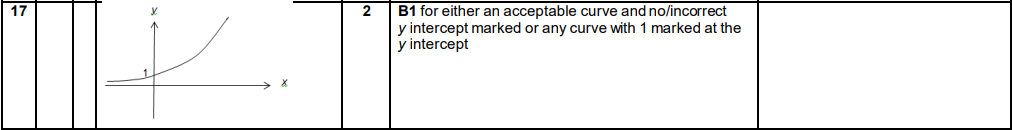 17
y
1
x
2
B1 for either an acceptable curve and no/incorrect
y intercept marked or any curve with 1 marked at the
y intercept